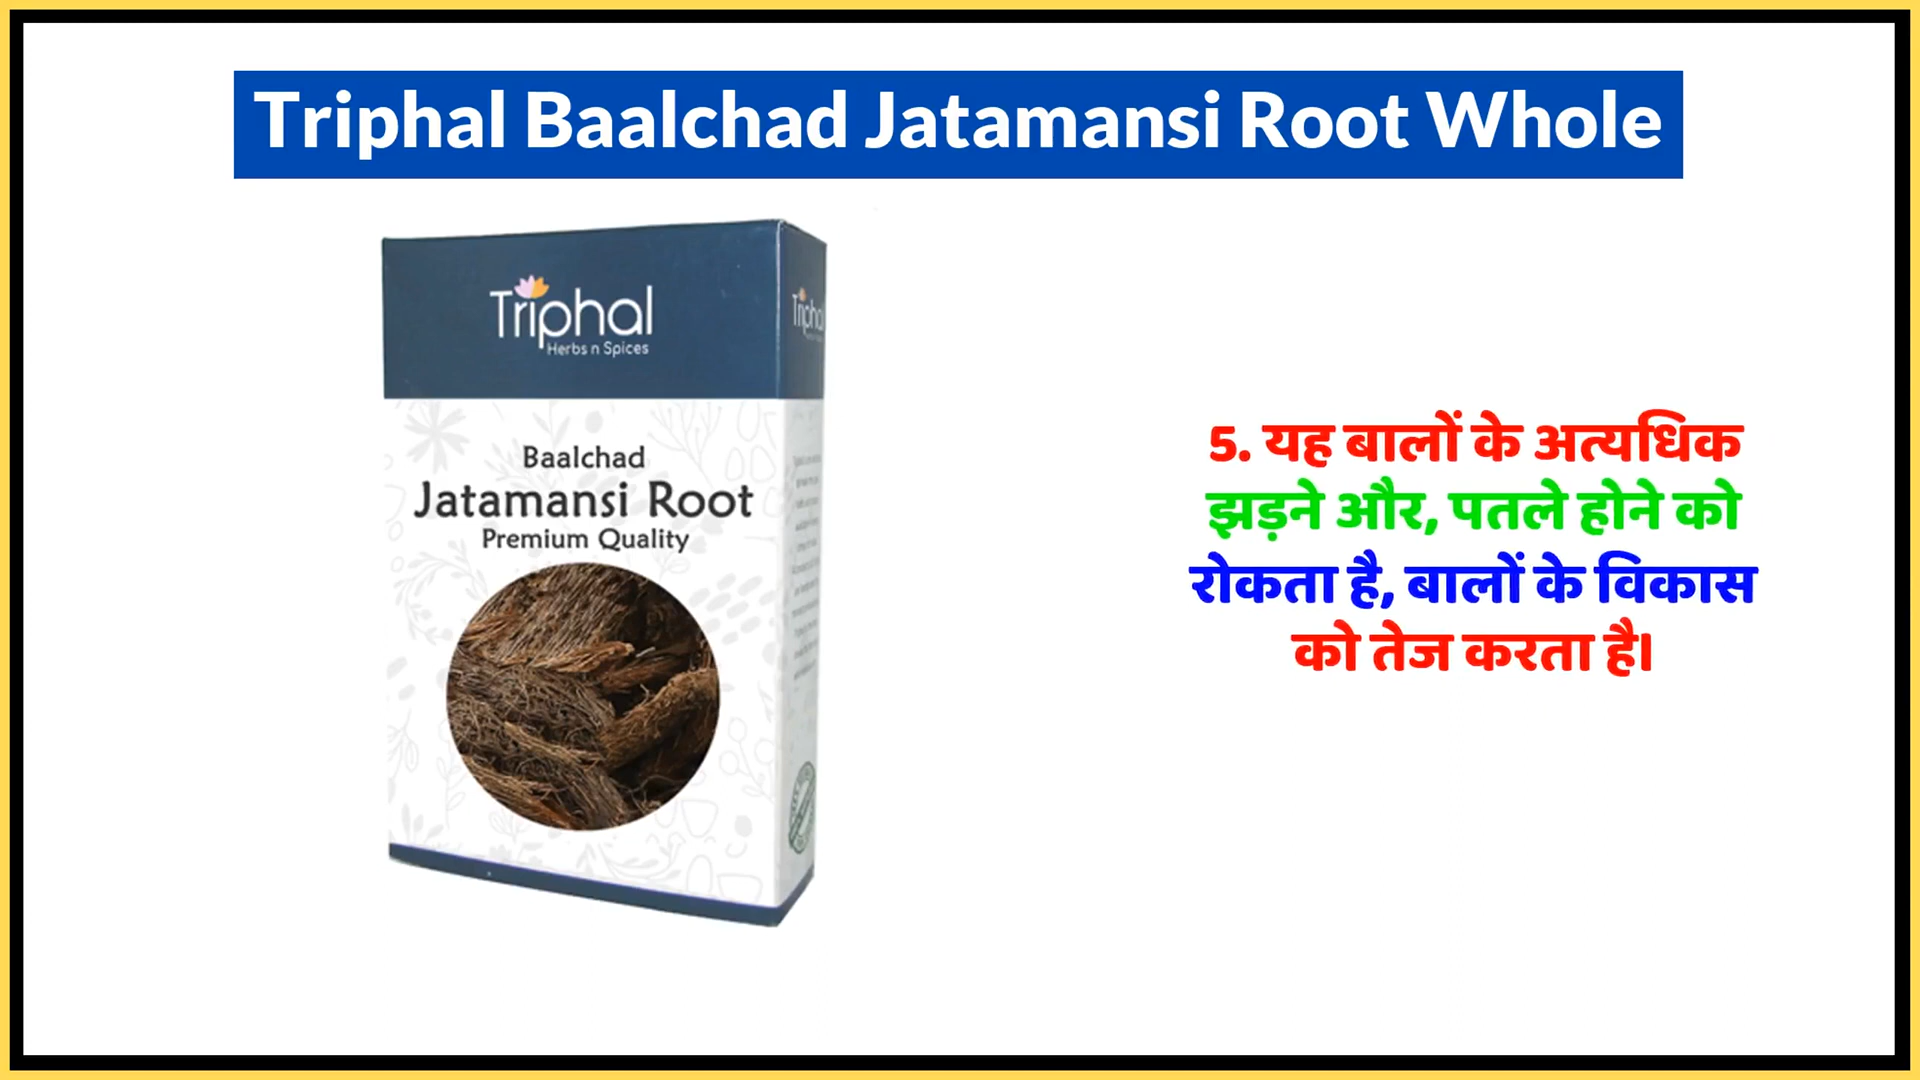 Triphal Baalchad Jatamansi Root Whole
Triphal
Herbs n Spices
Baalchad
Jatamansi Root
Premium Quality
5. यह बालों के अत्यधिक
झड़ने और, पतले होने को
रोकता है, बालों के विकास
को तेज करता है।